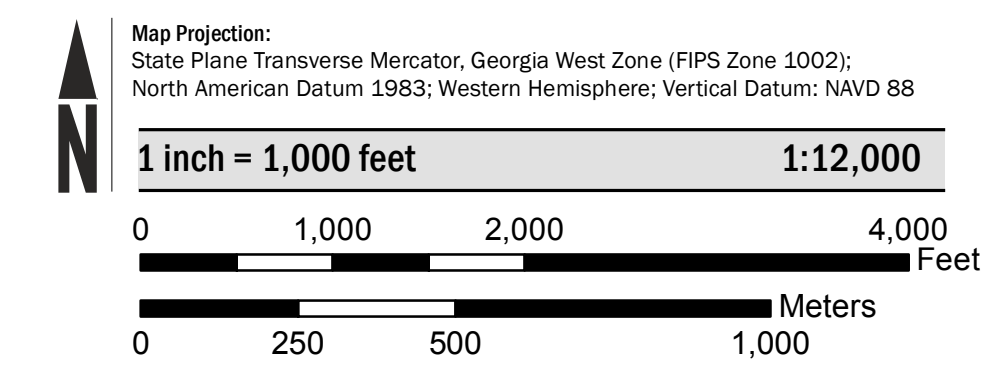 N
Map Projection:
State Plane Transverse Mercator, Georgia West Zone (FIPS Zone 1002);
North American Datum 1983; Western Hemisphere; Vertical Datum: NAVD 88
1 inch = 1,000 feet 1:12,000
0 1,000 2,000 4,000
Feet
Meters
0 250 500 1,000